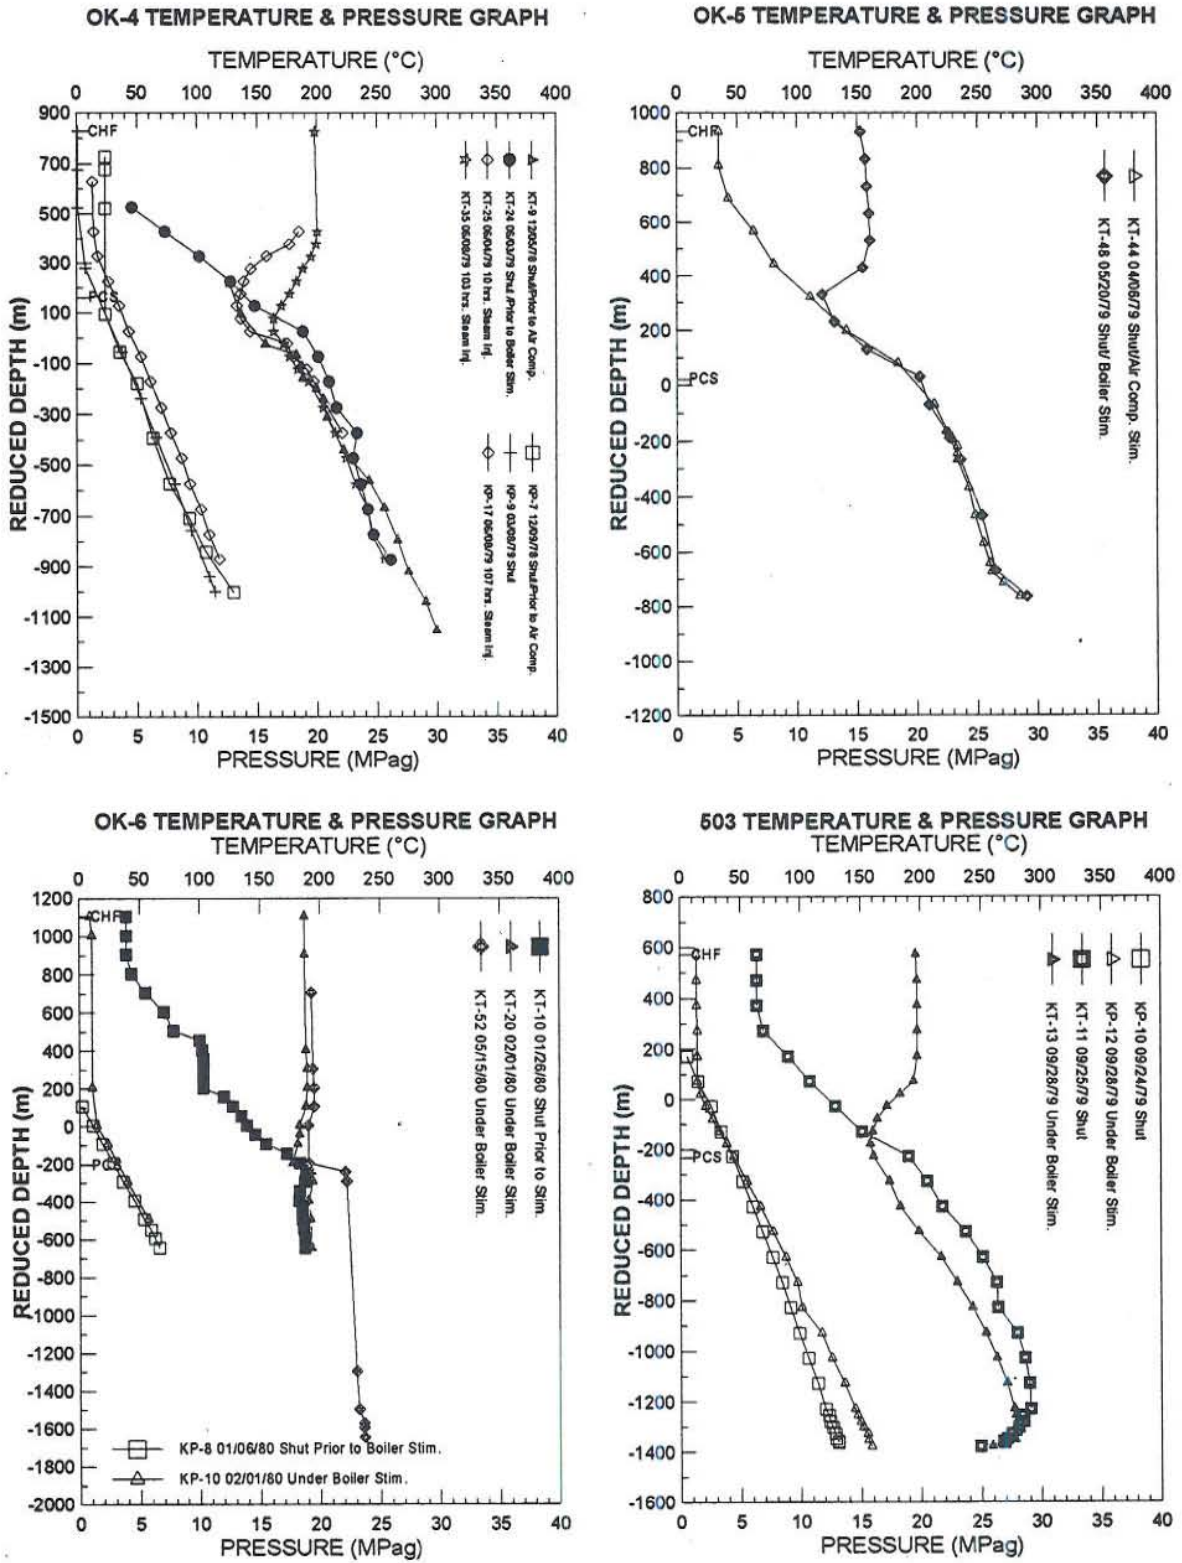 OK-4 TEMPERATURE & PRESSURE GRAPH
TEMPERATURE (°C)
0 50 100 150 200 250 300 350 400
900
700
500
300
100
-100
-300
-500
-700
-900
-1100
-1300
-1500
REDUCED DEPTH (m)
CHF
PCS
KT-9 12/05/78 Shut/Prior to Air Comp.
KT-24 06/03/79 Shut /Prior to Boiler Stim.
KT-25 06/04/79 10 hrs. Steam Inj.
KT-35 06/08/79 103 hrs. Steam Inj.
KP-7 12/09/78 Shut/Prior to Air Comp.
KP-9 03/08/79 Shut
KP-17 06/08/79 107 hrs. Steam Inj.
0 5 10 15 20 25 30 35 40
PRESSURE (MPag)
OK-5 TEMPERATURE & PRESSURE GRAPH
TEMPERATURE (°C)
0 50 100 150 200 250 300 350 400
1000
800
600
400
200
0
-200
-400
-600
-800
-1000
-1200
REDUCED DEPTH (m)
CHF
PCS
KT-44 04/06/79 Shut/Air Comp. Stim.
KT-48 05/20/79 Shut/ Boiler Stim.
0 5 10 15 20 25 30 35 40
PRESSURE (MPag)
OK-6 TEMPERATURE & PRESSURE GRAPH
TEMPERATURE (°C)
0 50 100 150 200 250 300 350 400
1200
1000
800
600
400
200
0
-200
-400
-600
-800
-1000
-1200
-1400
-1600
-1800
-2000
REDUCED DEPTH (m)
CHF
PC
KT-10 01/26/80 Shut Prior to Stim.
KT-20 02/01/80 Under Boiler Stim.
KT-52 05/15/80 Under Boiler Stim.
KP-8 01/06/80 Shut Prior to Boiler Stim.
KP-10 02/01/80 Under Boiler Stim.
0 5 10 15 20 25 30 35 40
PRESSURE (MPag)
503 TEMPERATURE & PRESSURE GRAPH
TEMPERATURE (°C)
0 50 100 150 200 250 300 350 400
800
600
400
200
0
-200
-400
-600
-800
-1000
-1200
-1400
-1600
REDUCED DEPTH (m)
CHF
PCS
KP-10 09/24/79 Shut
KP-12 09/28/79 Under Boiler Stim.
KT-11 09/25/79 Shut
KT-13 09/28/79 Under Boiler Stim.
0 5 10 15 20 25 30 35 40
PRESSURE (MPag)